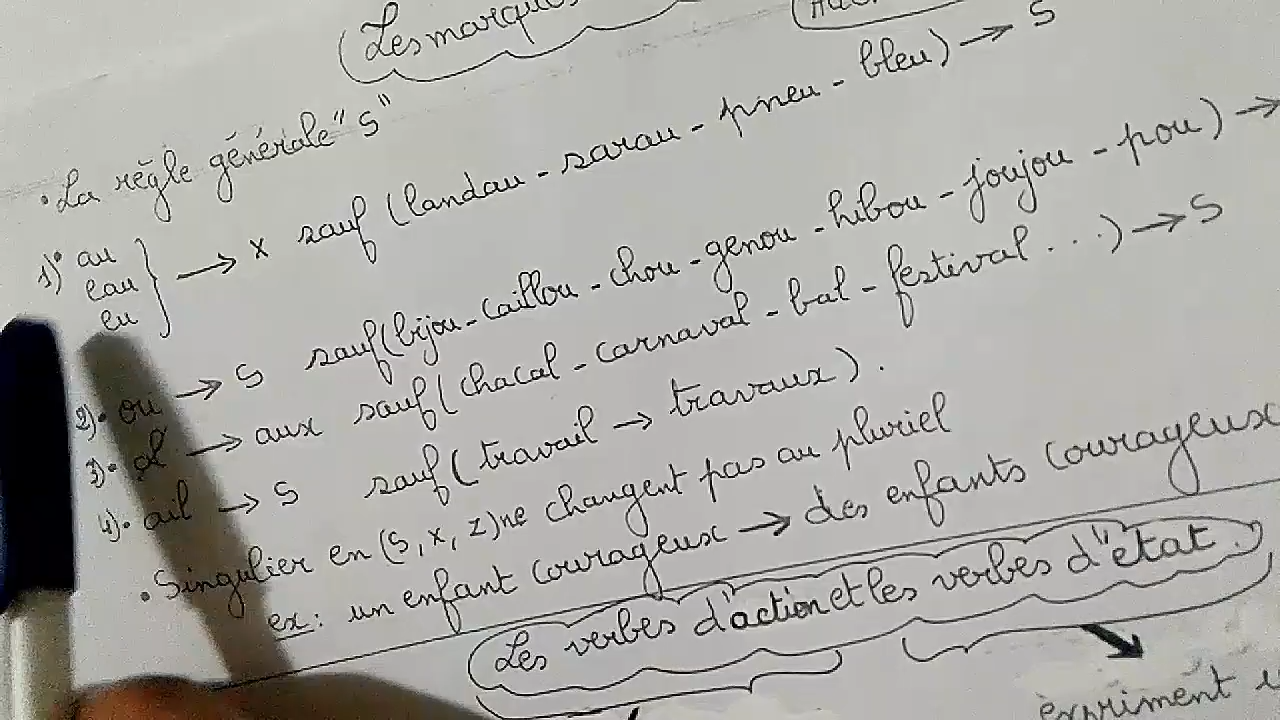 (Les marques
• La règle générale "s"
1)• au
eau
eu
} → x sauf (landau - sarau - pneu - bleu) → s
2)• ou → s sauf (bijou - caillou - chou - genou - hibou - joujou - pou) →
3)• al → aux sauf (chacal - carnaval - bal - festival ...) → s
4)• ail → s sauf (travail → travaux).
• Singulier en (s, x, z) ne changent pas au pluriel
ex: un enfant courageux → des enfants courageux
Les verbes d'action et les verbes d'état.
expriment